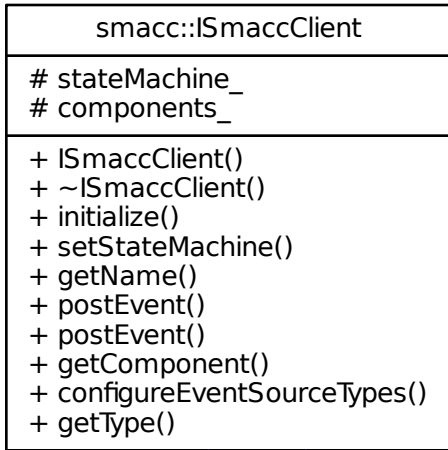 smacc::ISmaccClient
# stateMachine_
# components_
+ ISmaccClient()
+ ~ISmaccClient()
+ initialize()
+ setStateMachine()
+ getName()
+ postEvent()
+ postEvent()
+ getComponent()
+ configureEventSourceTypes()
+ getType()